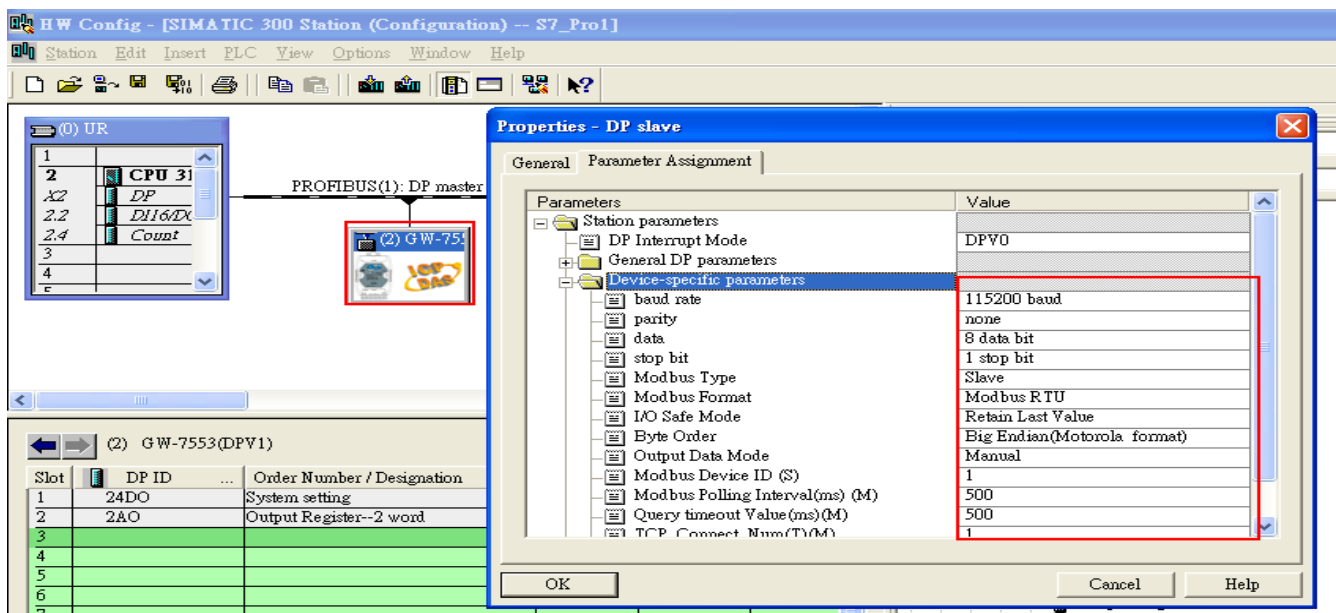 HW Config - [SIMATIC 300 Station (Configuration) -- S7_Pro1]
Station Edit Insert PLC View Options Window Help
(0) UR
1
2 CPU 31
X2 DP
2.2 DI16/DO
2.4 Count
3
4
PROFIBUS(1): DP master
(2) GW-755
ICP
DAS
Properties - DP slave
General Parameter Assignment
Parameters Value
Station parameters
DP Interrupt Mode DPV0
General DP parameters
Device-specific parameters
baud rate 115200 baud
parity none
data 8 data bit
stop bit 1 stop bit
Modbus Type Slave
Modbus Format Modbus RTU
I/O Safe Mode Retain Last Value
Byte Order Big Endian(Motorola format)
Output Data Mode Manual
Modbus Device ID (S) 1
Modbus Polling Interval(ms) (M) 500
Query timeout Value(ms)(M) 500
TCP Connect Num(T)(M) 1
OK Cancel Help
(2) GW-7553(DPV1)
Slot DP ID ... Order Number / Designation
1 24DO System setting
2 2AO Output Register--2 word
3
4
5
6